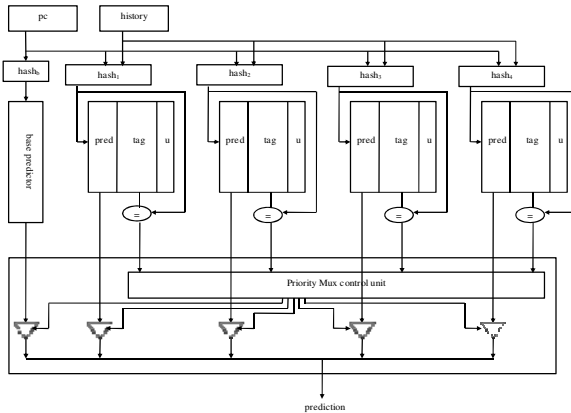 pc
history
hash_b
hash₁
hash₂
hash₃
hash₄
base predictor
pred tag u
pred tag u
pred tag u
pred tag u
=
=
=
=
Priority Mux control unit
prediction